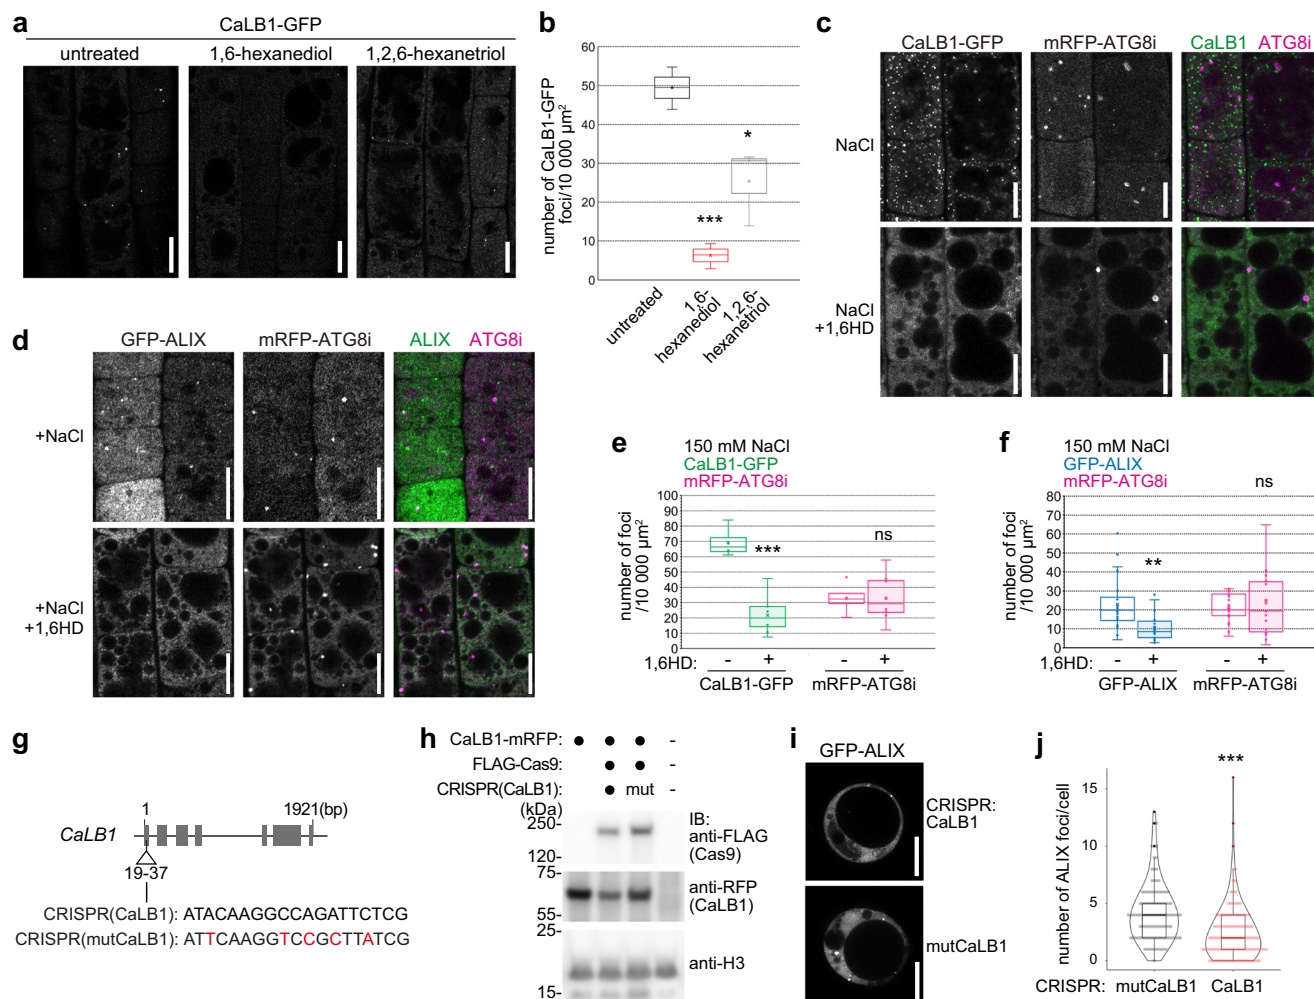 a
CaLB1-GFP
untreated 1,6-hexanediol 1,2,6-hexanetriol
b
number of CaLB1-GFP
foci/10 000 µm²
60
50
40
30
20
10
0
*
***
untreated
1,6-
hexanediol
1,2,6-
hexanetriol
c
CaLB1-GFP mRFP-ATG8i CaLB1 ATG8i
NaCl
NaCl
+1,6HD
d
GFP-ALIX mRFP-ATG8i ALIX ATG8i
+NaCl
+NaCl
+1,6HD
e
150 mM NaCl
CaLB1-GFP
mRFP-ATG8i
number of foci
/10 000 µm²
100
90
80
70
60
50
40
30
20
10
0
***
ns
1,6HD: - + - +
CaLB1-GFP mRFP-ATG8i
f
150 mM NaCl
GFP-ALIX
mRFP-ATG8i
number of foci
/10 000 µm²
80
70
60
50
40
30
20
10
0
**
ns
1,6HD: - + - +
GFP-ALIX mRFP-ATG8i
g
1 1921(bp)
CaLB1
19-37
CRISPR(CaLB1): ATACAAGGCCAGATTCTCG
CRISPR(mutCaLB1): ATTCAAGGTCCGCTTATCG
h
CaLB1-mRFP: ● ● ● -
FLAG-Cas9: ● ● -
CRISPR(CaLB1): ● mut -
(kDa)
250-
120-
IB:
anti-FLAG
(Cas9)
75-
55-
anti-RFP
(CaLB1)
25-
15-
anti-H3
i
GFP-ALIX
CRISPR:
CaLB1
mutCaLB1
j
***
number of ALIX foci/cell
15
10
5
0
CRISPR: mutCaLB1 CaLB1